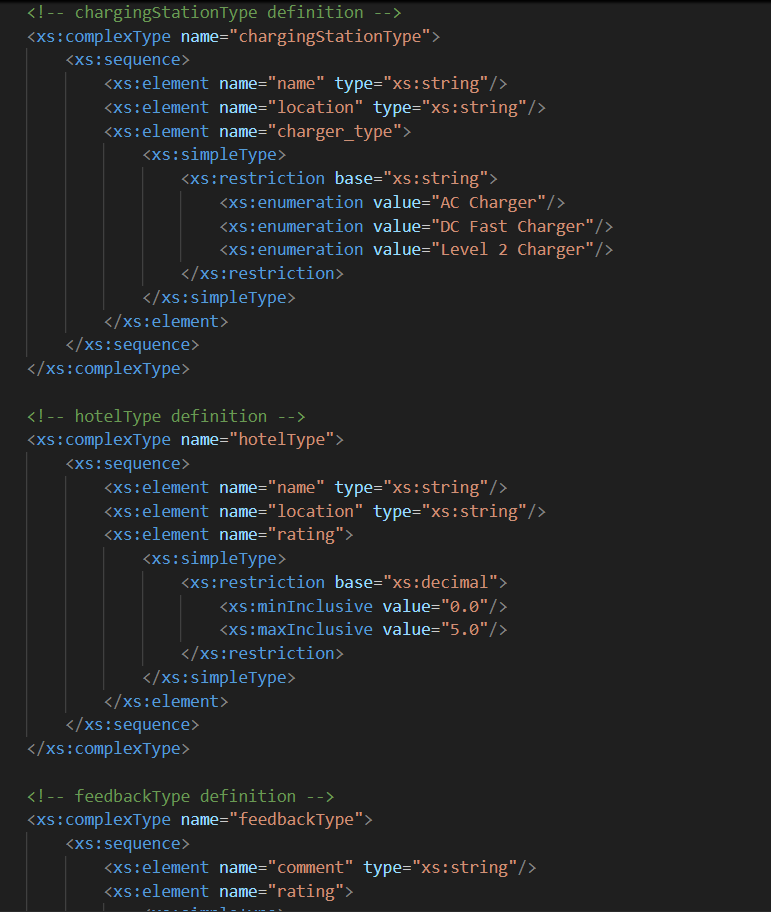 <!-- chargingStationType definition -->
<xs:complexType name="chargingStationType">
<xs:sequence>
<xs:element name="name" type="xs:string"/>
<xs:element name="location" type="xs:string"/>
<xs:element name="charger_type">
<xs:simpleType>
<xs:restriction base="xs:string">
<xs:enumeration value="AC Charger"/>
<xs:enumeration value="DC Fast Charger"/>
<xs:enumeration value="Level 2 Charger"/>
</xs:restriction>
</xs:simpleType>
</xs:element>
</xs:sequence>
</xs:complexType>
<!-- hotelType definition -->
<xs:complexType name="hotelType">
<xs:sequence>
<xs:element name="name" type="xs:string"/>
<xs:element name="location" type="xs:string"/>
<xs:element name="rating">
<xs:simpleType>
<xs:restriction base="xs:decimal">
<xs:minInclusive value="0.0"/>
<xs:maxInclusive value="5.0"/>
</xs:restriction>
</xs:simpleType>
</xs:element>
</xs:sequence>
</xs:complexType>
<!-- feedbackType definition -->
<xs:complexType name="feedbackType">
<xs:sequence>
<xs:element name="comment" type="xs:string"/>
<xs:element name="rating">